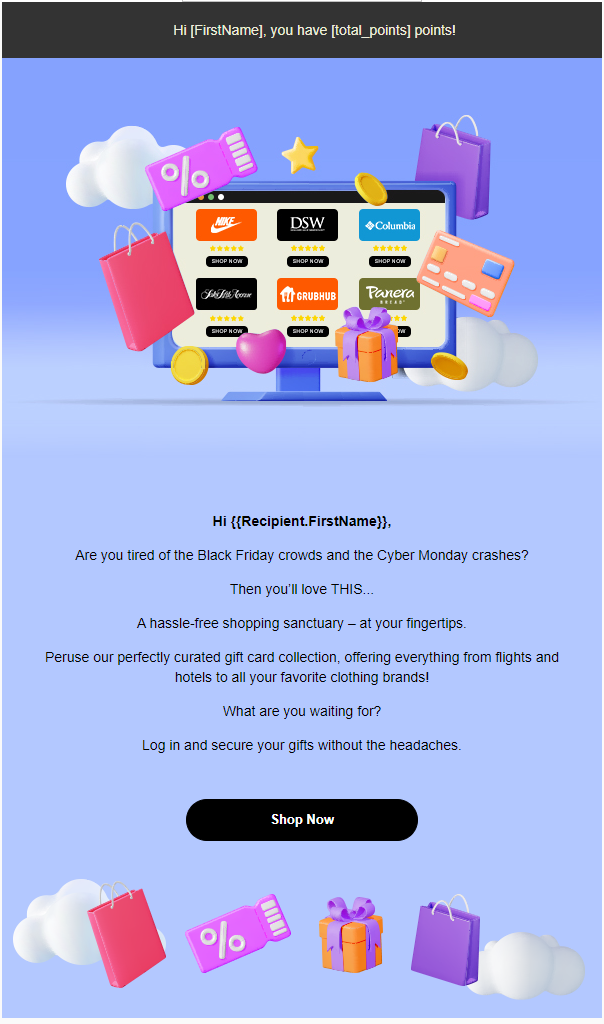 Hi [FirstName], you have [total_points] points!
%
NIKE
DSW
DESIGNER SHOE WAREHOUSE
Columbia
SHOP NOW
SHOP NOW
SHOP NOW
Saks Fifth Avenue
GRUBHUB
Panera
BREAD
SHOP NOW
SHOP NOW
SHOP NOW
Hi {{Recipient.FirstName}},
Are you tired of the Black Friday crowds and the Cyber Monday crashes?
Then you’ll love THIS...
A hassle-free shopping sanctuary – at your fingertips.
Peruse our perfectly curated gift card collection, offering everything from flights and
hotels to all your favorite clothing brands!
What are you waiting for?
Log in and secure your gifts without the headaches.
Shop Now
%